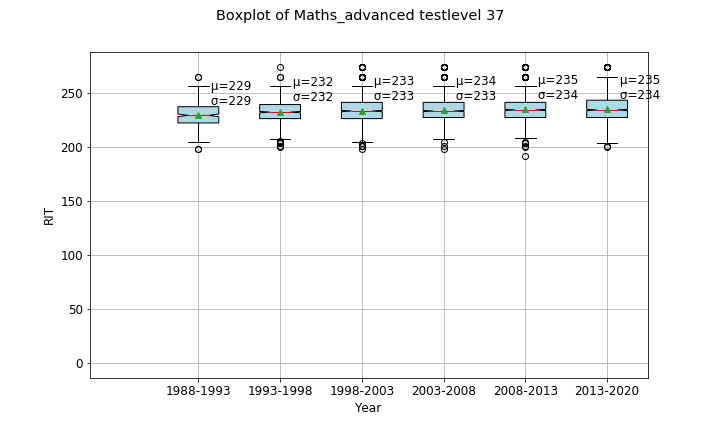 Boxplot of Maths_advanced testlevel 37
RIT
250
200
150
100
50
0
μ=229
σ=229
μ=232
σ=232
μ=233
σ=233
μ=234
σ=233
μ=235
σ=234
μ=235
σ=234
1988-1993 1993-1998 1998-2003 2003-2008 2008-2013 2013-2020
Year